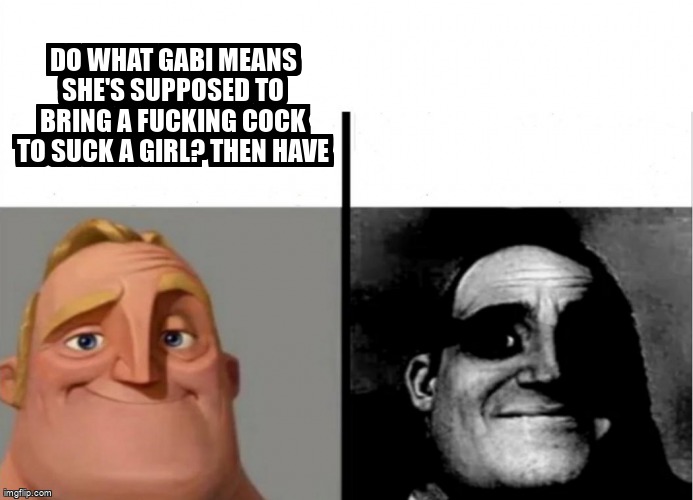 DO WHAT GABI MEANS
SHE'S SUPPOSED TO
BRING A FUCKING COCK
TO SUCK A GIRL? THEN HAVE
imgflip.com